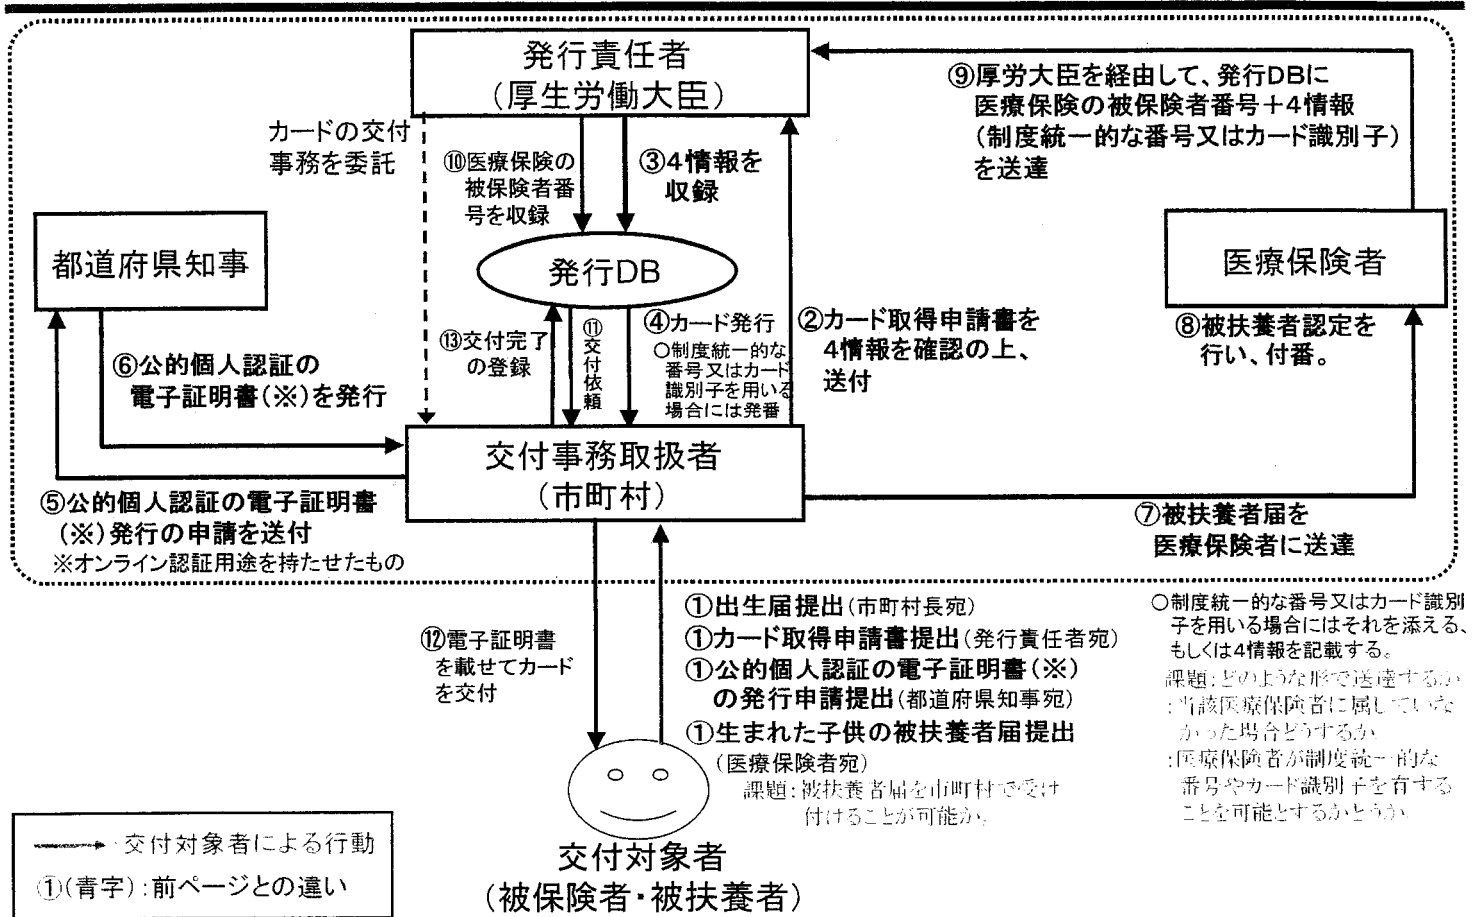 発行責任者
(厚生労働大臣)
⑨厚労大臣を経由して、発行DBに
医療保険の被保険者番号+4情報
(制度統一的な番号又はカード識別子)
を送達
カードの交付
事務を委託
⑩医療保険の
被保険者番
号を収録
③4情報を
収録
都道府県知事
発行DB
医療保険者
⑥公的個人認証の
電子証明書(※)を発行
⑬交付完了
の登録
⑪交付依頼
④カード発行
○制度統一的な
番号又はカード
識別子を用いる
場合には発番
②カード取得申請書を
4情報を確認の上、
送付
⑧被扶養者認定を
行い、付番。
交付事務取扱者
(市町村)
⑤公的個人認証の電子証明書
(※)発行の申請を送付
※オンライン認証用途を持たせたもの
⑦被扶養者届を
医療保険者に送達
⑫電子証明書
を載せてカード
を交付
①出生届提出(市町村長宛)
①カード取得申請書提出(発行責任者宛)
①公的個人認証の電子証明書(※)
の発行申請提出(都道府県知事宛)
①生まれた子供の被扶養者届提出
(医療保険者宛)
課題:被扶養者届を市町村で受け
付けることが可能か。
○制度統一的な番号又はカード識別
子を用いる場合にはそれを添える、
もしくは4情報を記載する。
課題:どのような形で送達するか
:当該医療保険者に属していな
かった場合どうするか
:医療保険者が制度統一的な
番号やカード識別子を有する
ことを可能とするかどうか。
交付対象者による行動
①(青字):前ページとの違い
交付対象者
(被保険者・被扶養者)